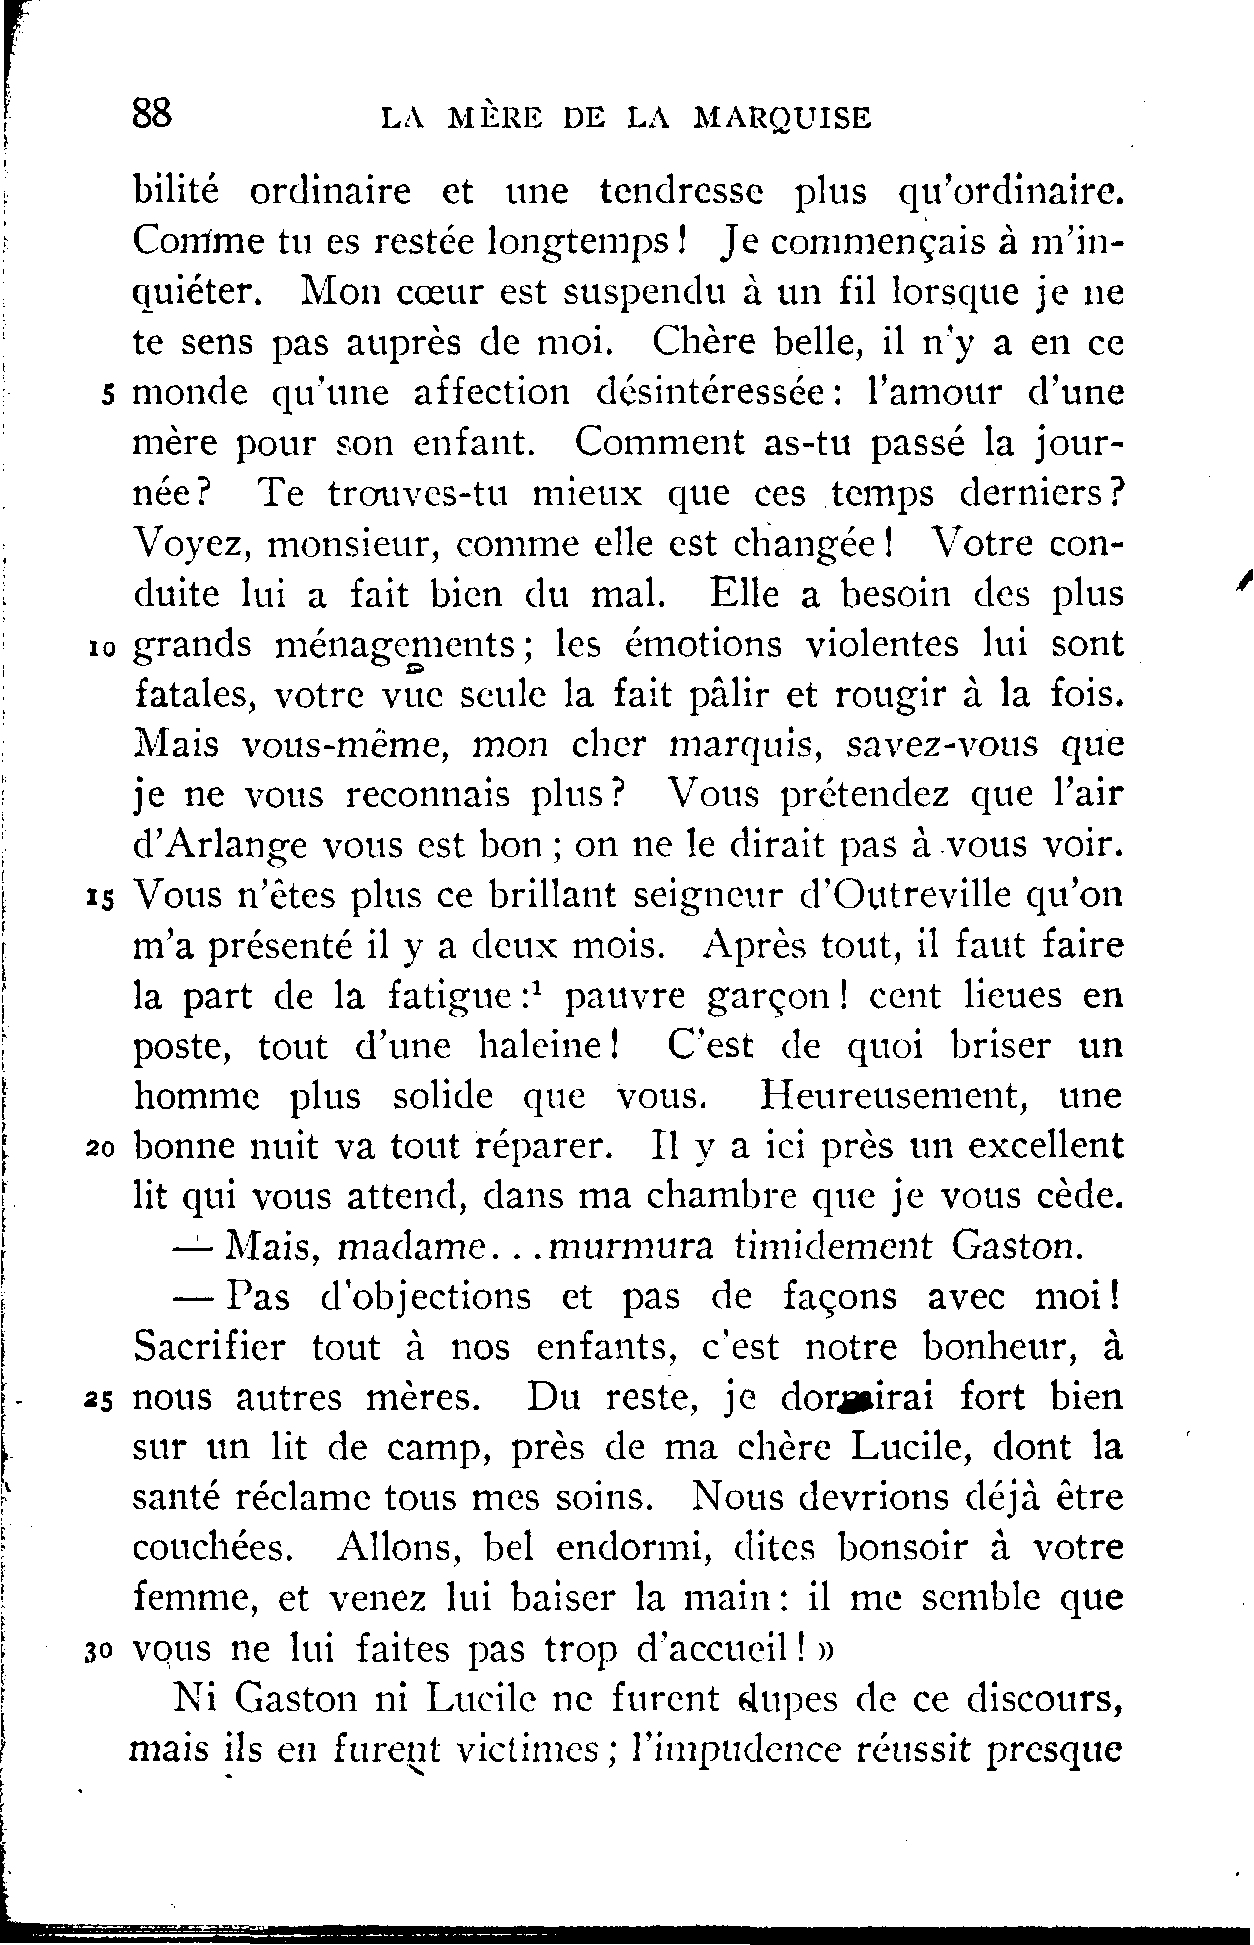 88 LA MÈRE DE LA MARQUISE
bilité ordinaire et une tendresse plus qu'ordinaire.
Comme tu es restée longtemps ! Je commençais à m'in-
quiéter. Mon cœur est suspendu à un fil lorsque je ne
te sens pas auprès de moi. Chère belle, il n'y a en ce
5 monde qu'une affection désintéressée : l'amour d'une
mère pour son enfant. Comment as-tu passé la jour-
née ? Te trouves-tu mieux que ces temps derniers ?
Voyez, monsieur, comme elle est changée ! Votre con-
duite lui a fait bien du mal. Elle a besoin des plus
10 grands ménagements ; les émotions violentes lui sont
fatales, votre vue seule la fait pâlir et rougir à la fois.
Mais vous-même, mon cher marquis, savez-vous que
je ne vous reconnais plus ? Vous prétendez que l'air
d'Arlange vous est bon ; on ne le dirait pas à vous voir.
15 Vous n'êtes plus ce brillant seigneur d'Outreville qu'on
m'a présenté il y a deux mois. Après tout, il faut faire
la part de la fatigue :¹ pauvre garçon ! cent lieues en
poste, tout d'une haleine ! C'est de quoi briser un
homme plus solide que vous. Heureusement, une
20 bonne nuit va tout réparer. Il y a ici près un excellent
lit qui vous attend, dans ma chambre que je vous cède.
— Mais, madame. . .murmura timidement Gaston.
— Pas d'objections et pas de façons avec moi !
Sacrifier tout à nos enfants, c'est notre bonheur, à
25 nous autres mères. Du reste, je dormirai fort bien
sur un lit de camp, près de ma chère Lucile, dont la
santé réclame tous mes soins. Nous devrions déjà être
couchées. Allons, bel endormi, dites bonsoir à votre
femme, et venez lui baiser la main : il me semble que
30 vous ne lui faites pas trop d'accueil ! »
Ni Gaston ni Lucile ne furent dupes de ce discours,
mais ils en furent victimes ; l'impudence réussit presque